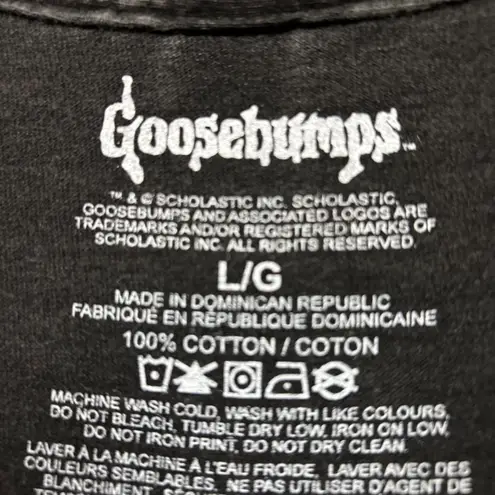 Goosebumps™
™ & © SCHOLASTIC INC. SCHOLASTIC,
GOOSEBUMPS AND ASSOCIATED LOGOS ARE
TRADEMARKS AND/OR REGISTERED MARKS OF
SCHOLASTIC INC. ALL RIGHTS RESERVED.
L/G
MADE IN DOMINICAN REPUBLIC
FABRIQUÉ EN RÉPUBLIQUE DOMINICAINE
100% COTTON / COTON
MACHINE WASH COLD, WASH WITH LIKE COLOURS,
DO NOT BLEACH, TUMBLE DRY LOW, IRON ON LOW,
DO NOT IRON PRINT, DO NOT DRY CLEAN.
LAVER À LA MACHINE À L'EAU FROIDE, LAVER AVEC DES
COULEURS SEMBLABLES. NE PAS UTILISER D'AGENT DE
BLANCHIMENT.